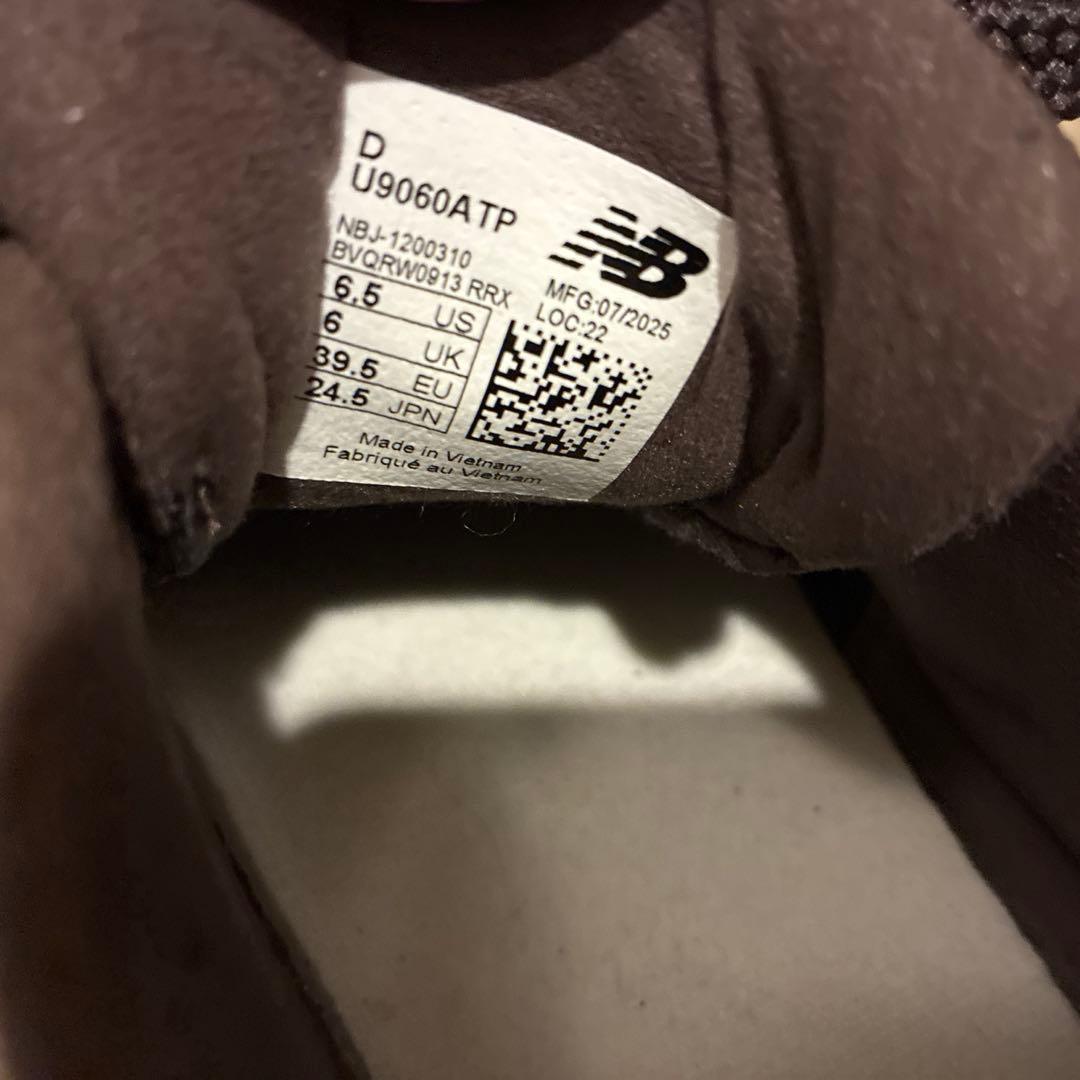 D
U9060ATP
NB
NBJ-1200310
BVQRW0913 RRX
MFG:07/2025
LOC:22
6.5 US
6 UK
39.5 EU
24.5 JPN
Made in Vietnam
Fabriqué au Vietnam